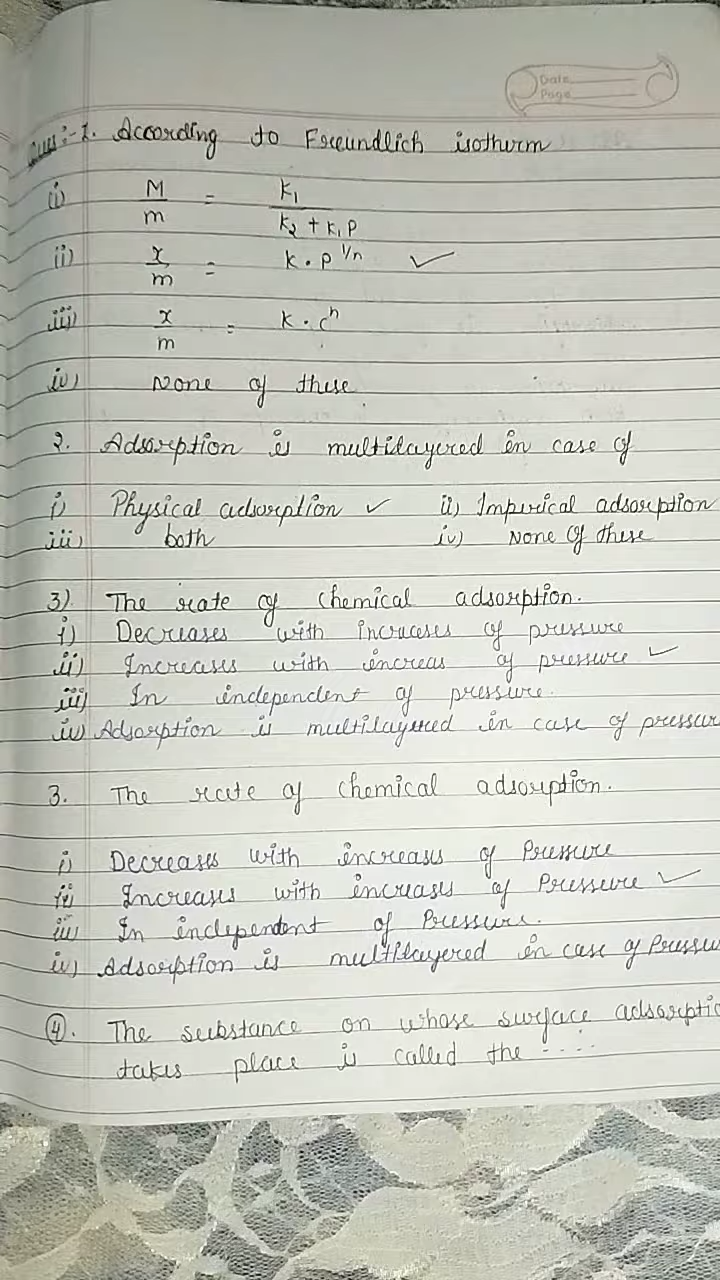 Date
Page
Ques:-1. According to Freundlich isotherm
(i) M/m = K₁/K₂ + K₁P
(ii) x/m = K . P ^1/n ✓
iii) x/m = K . c^n
iv) None of these
2. Adsorption is multilayered in case of
i) Physical adsorption ✓ ii) Imperical adsorption
iii) both iv) None Of these
3). The rate of chemical adsorption.
i) Decreases with incraeses of pressure
ii) Increases with increas of pressure ✓
iii) In independent of pressure.
iv) Adsorption is multilayered in case of pressur
3. The rate of chemical adsorption.
i) Decreases with increases of Pressure
ii Increases with increases of Pressure ✓
iii In independent of Pressure.
iv) Adsorption is multilayered in case of Pressu
④. The substance on whose surface adsorptio
takes place is called the .....